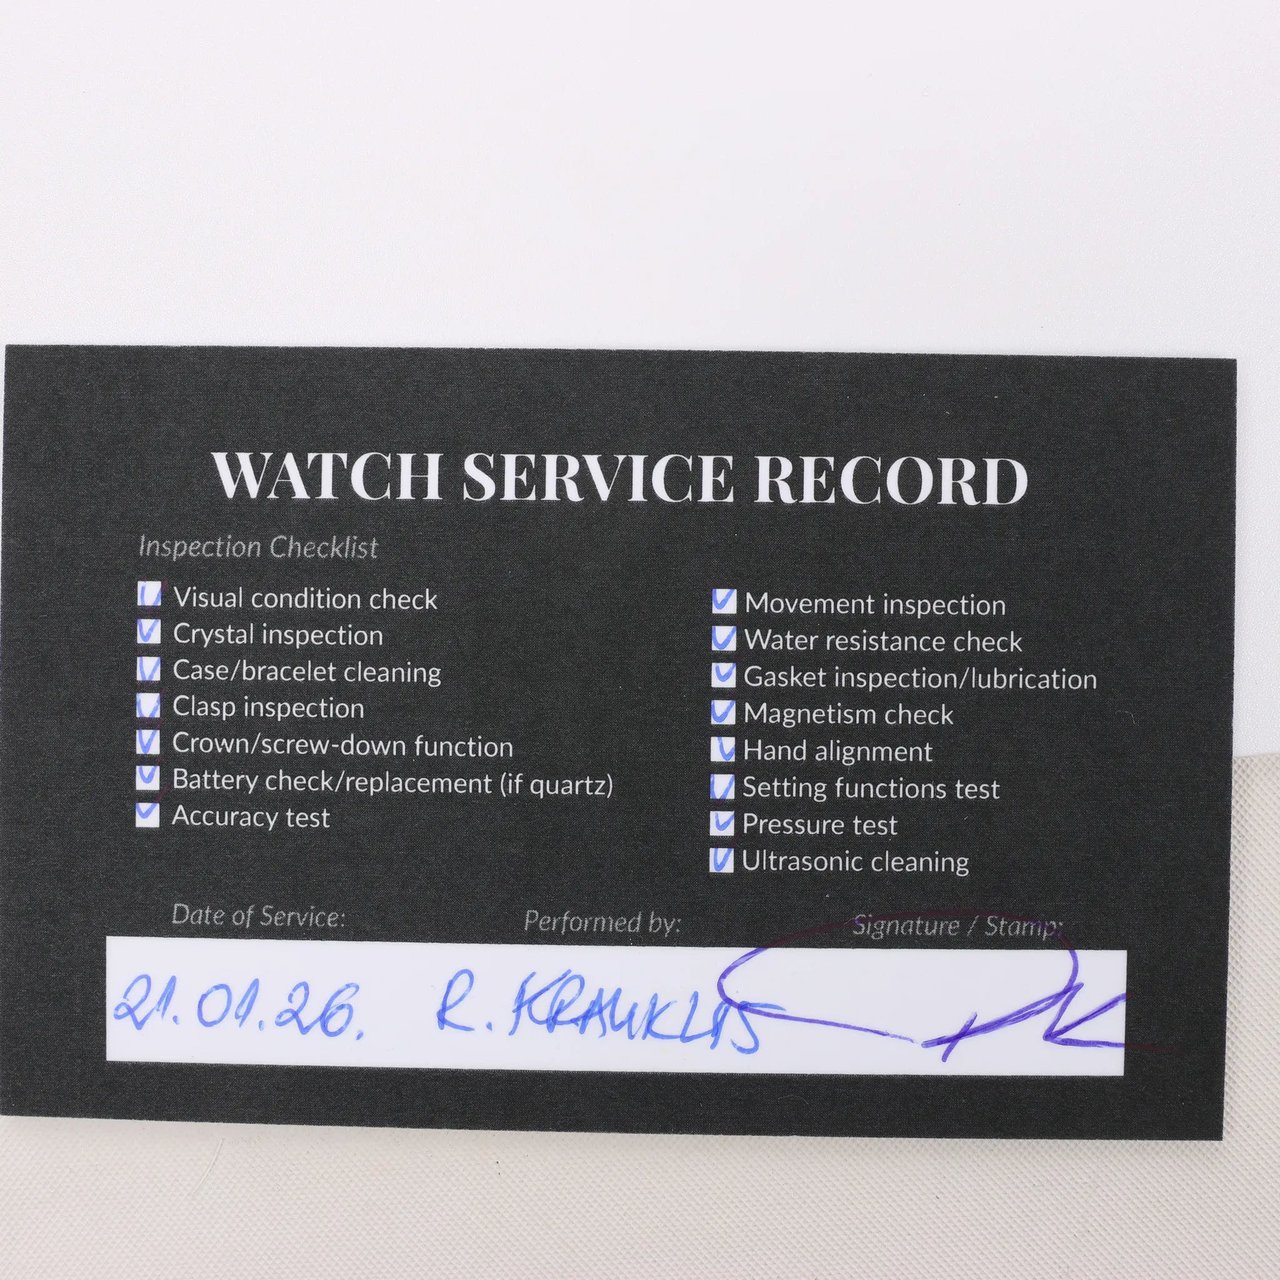 WATCH SERVICE RECORD
Inspection Checklist
Visual condition check
Crystal inspection
Case/bracelet cleaning
Clasp inspection
Crown/screw-down function
Battery check/replacement (if quartz)
Accuracy test
Movement inspection
Water resistance check
Gasket inspection/lubrication
Magnetism check
Hand alignment
Setting functions test
Pressure test
Ultrasonic cleaning
Date of Service: Performed by: Signature / Stamp:
21.01.26. R. KRAUKLIS